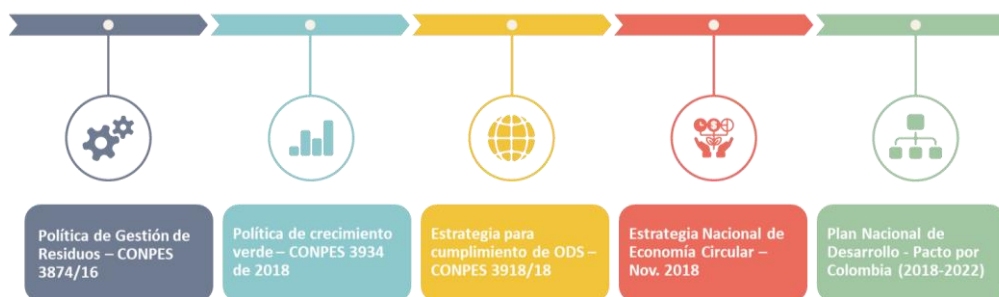 Política de Gestión de
Residuos – CONPES
3874/16
Política de crecimiento
verde – CONPES 3934
de 2018
Estrategia para
cumplimiento de ODS –
CONPES 3918/18
Estrategia Nacional de
Economía Circular –
Nov. 2018
Plan Nacional de
Desarrollo - Pacto por
Colombia (2018-2022)